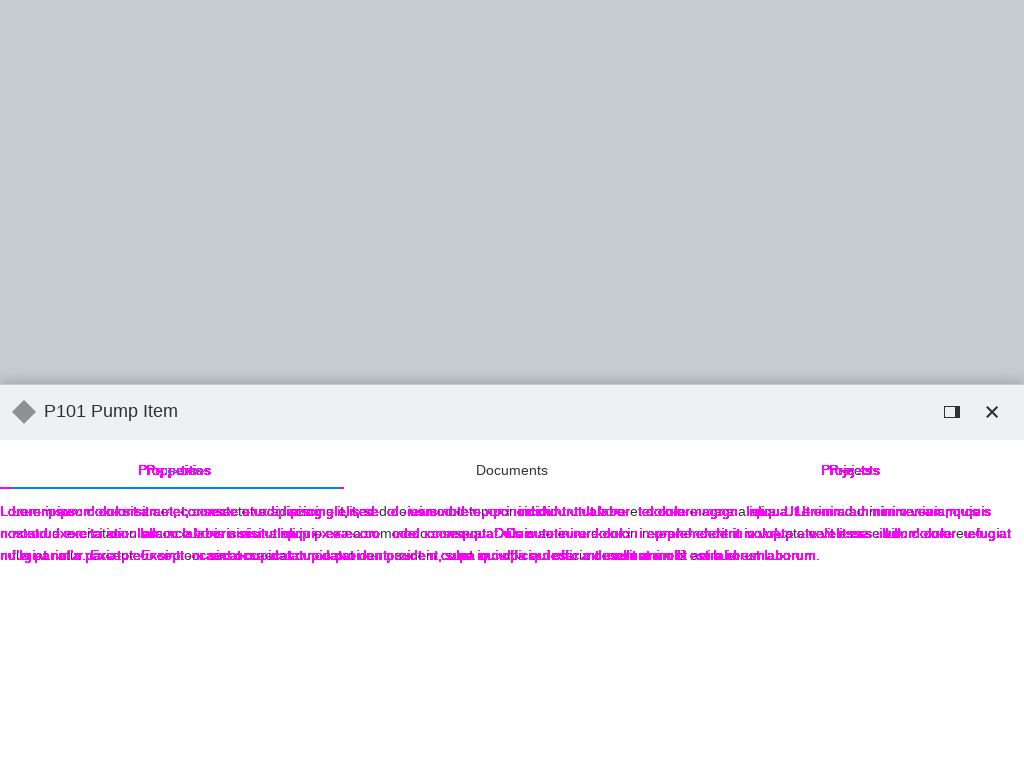 P101 Pump Item
Properties Documents Projects
Lorem ipsum dolor sit amet, consectetur adipiscing elit, sed do eiusmod tempor incididunt ut labore et dolore magna aliqua. Ut enim ad minim veniam, quis
nostrud exercitation ullamco laboris nisi ut aliquip ex ea commodo consequat. Duis aute irure dolor in reprehenderit in voluptate velit esse cillum dolore eu fugiat
nulla pariatur. Excepteur sint occaecat cupidatat non proident, sunt in culpa qui officia deserunt mollit anim id est laborum.